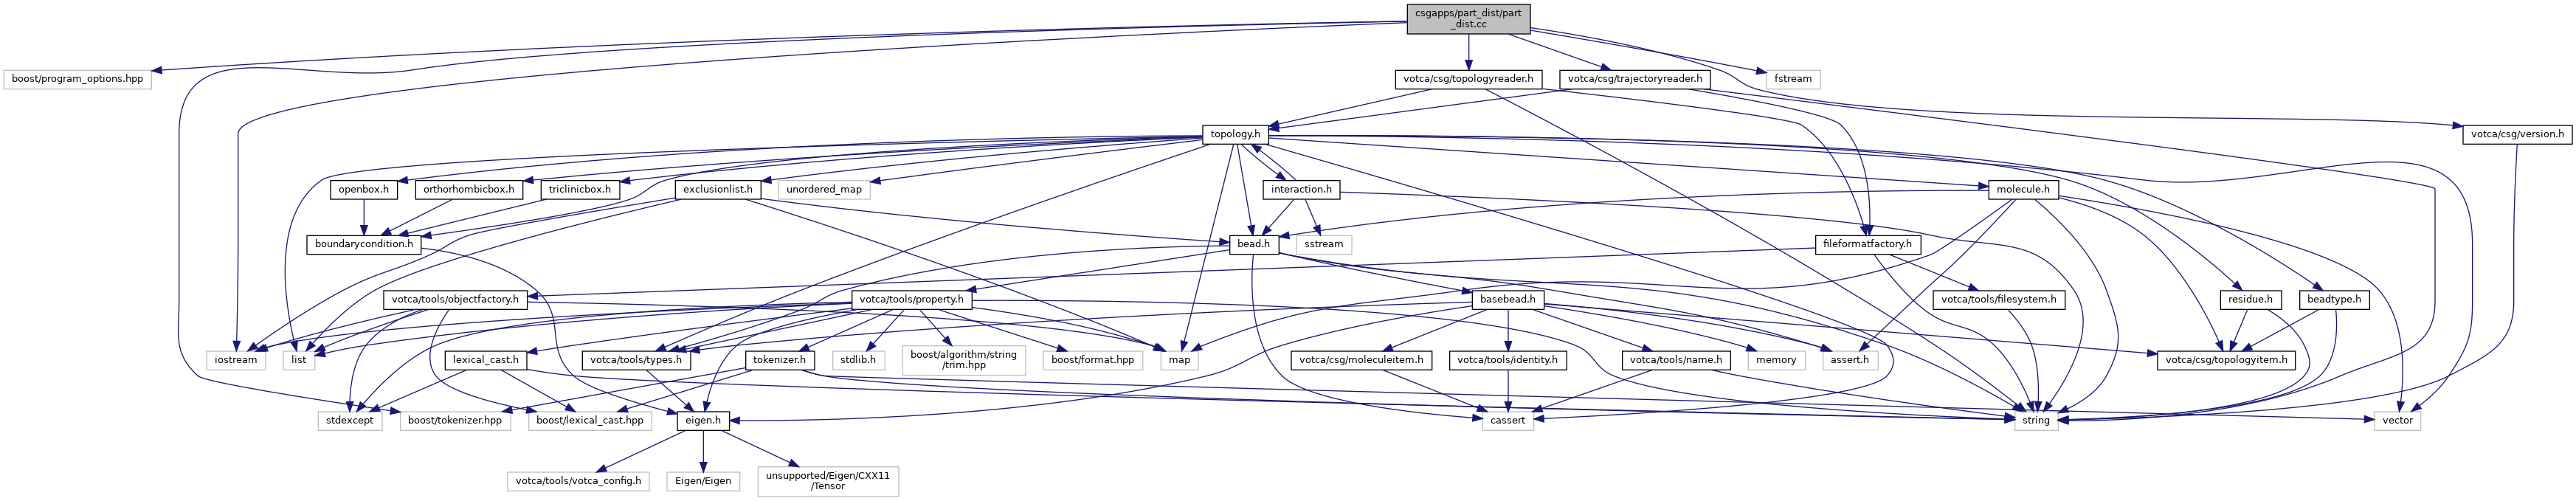 csgapps/part_dist/part
_dist.cc
boost/program_options.hpp
votca/csg/topologyreader.h
votca/csg/trajectoryreader.h
fstream
topology.h
votca/csg/version.h
openbox.h
orthorhombicbox.h
triclinicbox.h
exclusionlist.h
unordered_map
interaction.h
molecule.h
boundarycondition.h
bead.h
sstream
fileformatfactory.h
votca/tools/objectfactory.h
votca/tools/property.h
basebead.h
votca/tools/filesystem.h
residue.h
beadtype.h
iostream
list
lexical_cast.h
votca/tools/types.h
tokenizer.h
stdlib.h
boost/algorithm/string
/trim.hpp
boost/format.hpp
map
votca/csg/moleculeitem.h
votca/tools/identity.h
votca/tools/name.h
memory
assert.h
votca/csg/topologyitem.h
stdexcept
boost/tokenizer.hpp
boost/lexical_cast.hpp
eigen.h
cassert
string
vector
votca/tools/votca_config.h
Eigen/Eigen
unsupported/Eigen/CXX11
/Tensor